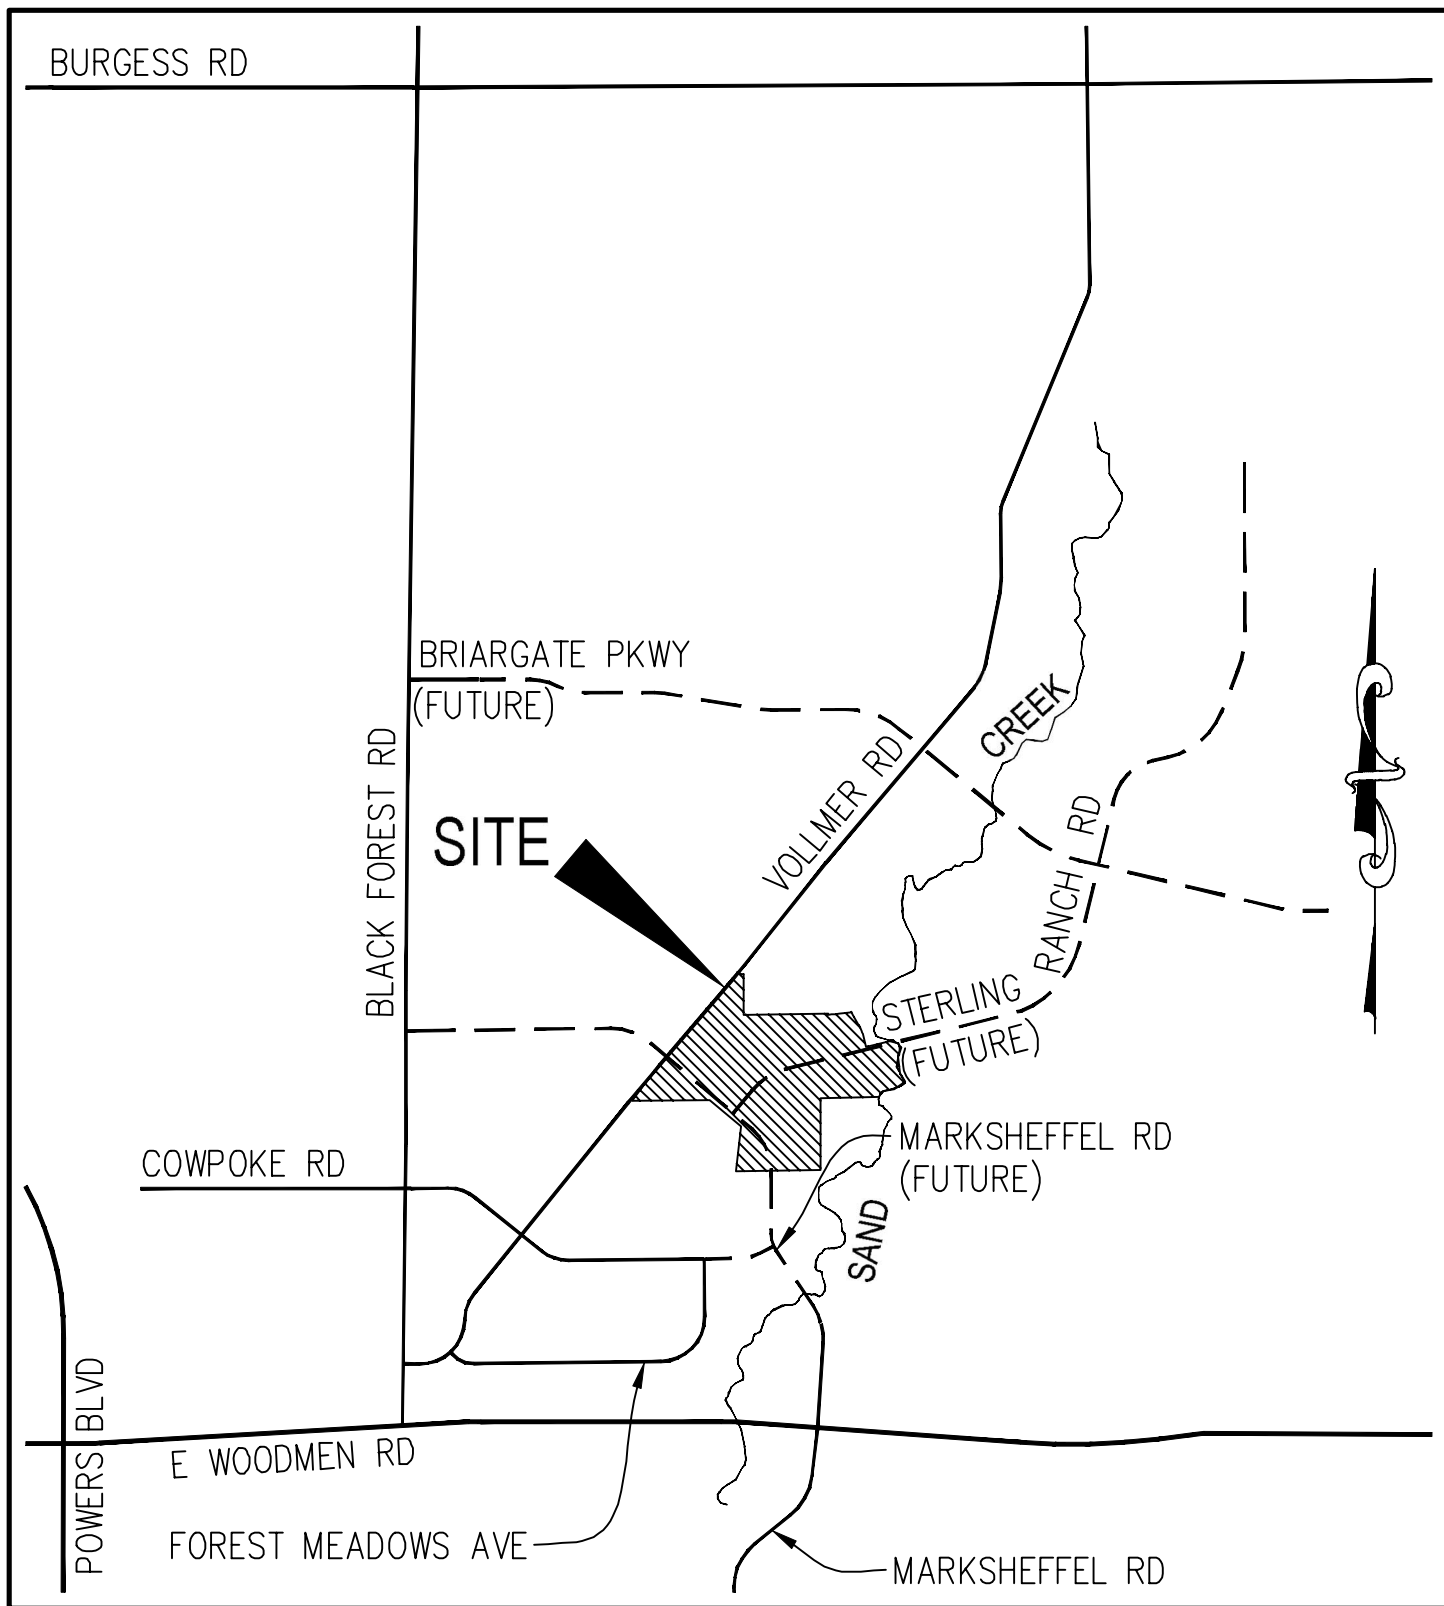 BURGESS RD
BRIARGATE PKWY
(FUTURE)
BLACK FOREST RD
SITE
VOLLMER RD
CREEK
STERLING
RANCH RD
(FUTURE)
MARKSHEFFEL RD
(FUTURE)
COWPOKE RD
SAND
POWERS BLVD
E WOODMEN RD
FOREST MEADOWS AVE
MARKSHEFFEL RD